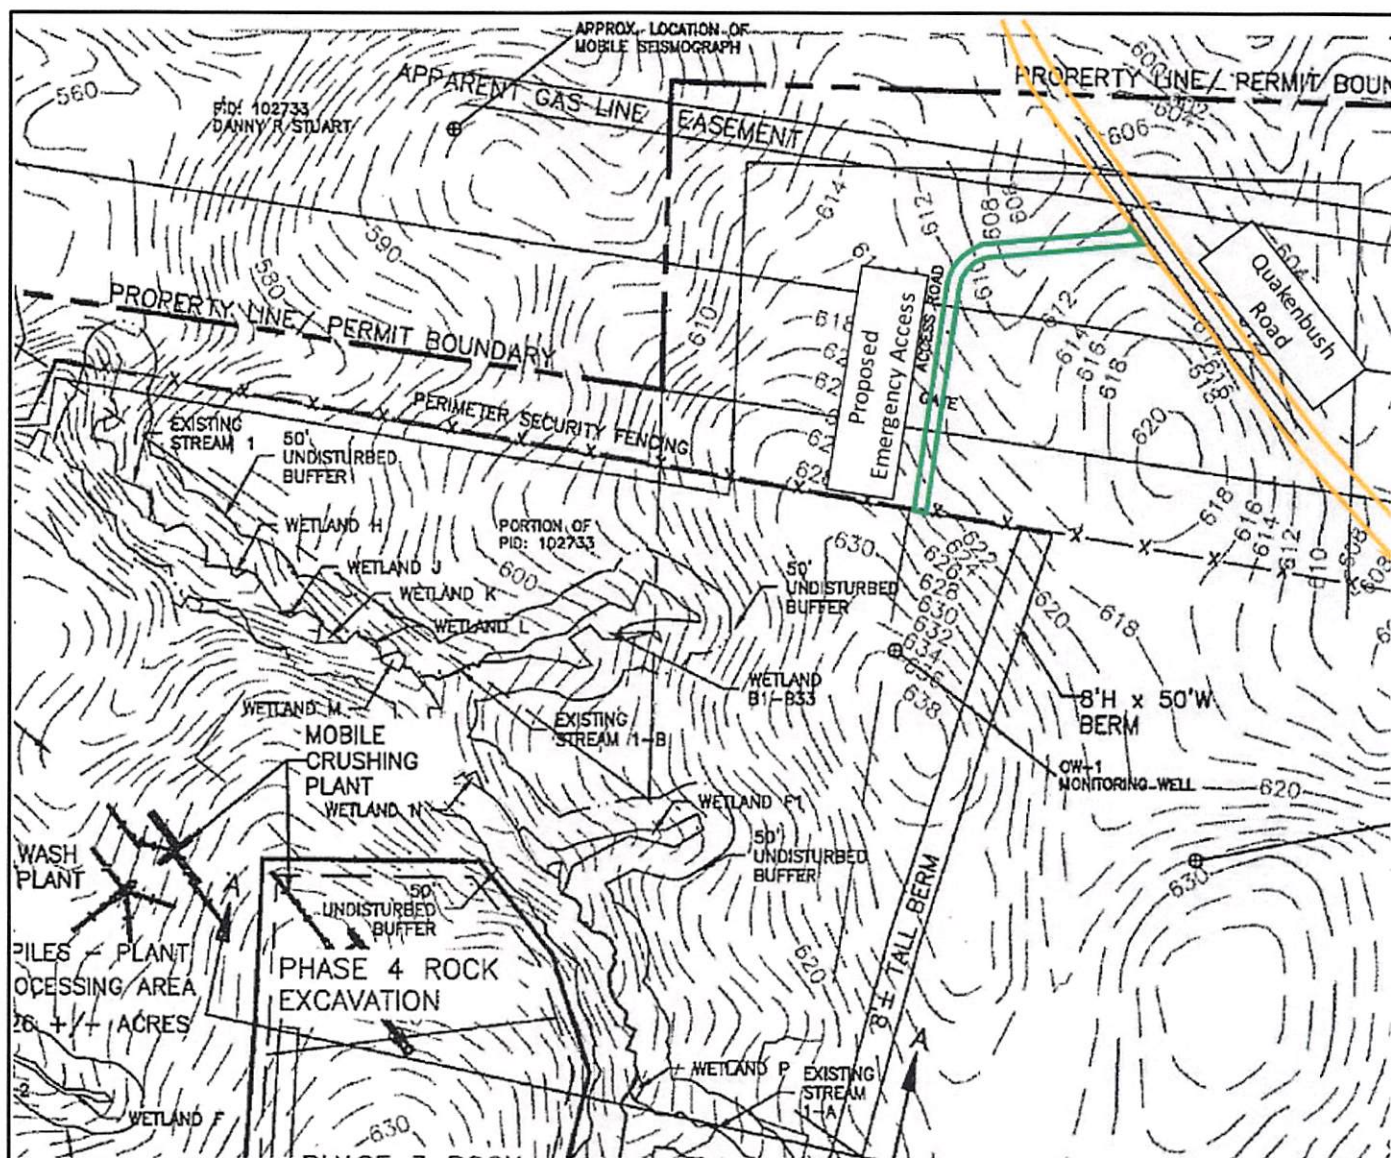 APPROX. LOCATION OF
MOBILE SEISMOGRAPH
560
PID: 102733
DANNY R STUART
APPARENT GAS LINE EASEMENT
PROPERTY LINE/ PERMIT BOUN
600
602
604
606
614
612
608
590
580
610
618
612
614
616
618
620
610
604
Quakenbush
Road
ACCESS ROAD
GATE
Proposed
Emergency Access
PROPERTY LINE/ PERMIT BOUNDARY
PERIMETER SECURITY FENCING
EXISTING
STREAM 1
50'
UNDISTURBED
BUFFER
WETLAND H
WETLAND J
WETLAND K
WETLAND L
PORTION OF
PID: 102733
600
630
50'
UNDISTURBED
BUFFER
622
624
628
630
632
634
636
638
620
618
618
616
614
612
610
608
WETLAND
B1-B33
WETLAND M
EXISTING
STREAM 1-B
MOBILE
CRUSHING
PLANT
8'H x 50'W
BERM
OW-1
MONITORING WELL
620
630
WETLAND N
WETLAND F1
50'
UNDISTURBED
BUFFER
WASH
PLANT
A
50'
UNDISTURBED
BUFFER
PILES - PLANT
OCESSING AREA
26 +/- ACRES
PHASE 4 ROCK
EXCAVATION
620
8'± TALL BERM
A
WETLAND P
EXISTING
STREAM
1-A
WETLAND F
630